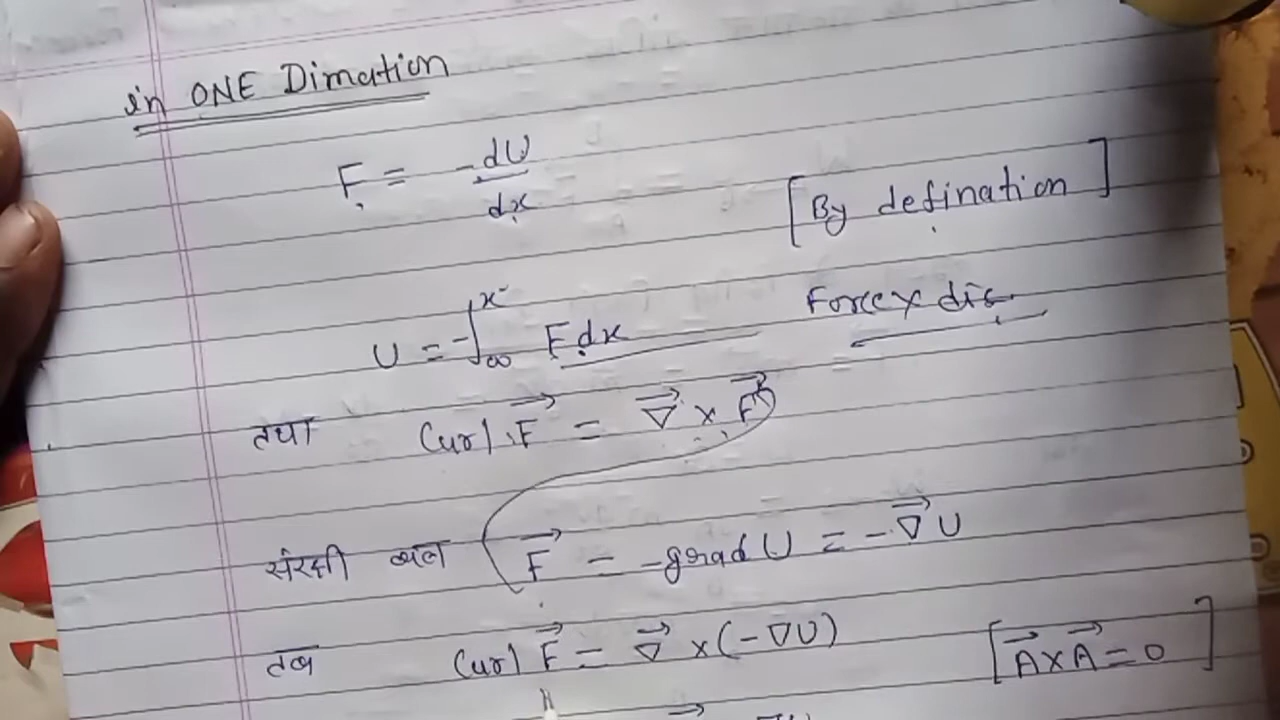 in ONE Dimation
F = -dU/dx [By defination]
U = -∫_∞^x F dx Force x dis.
तथा Curl F⃗ = ∇⃗ × F⃗
संरक्षी बल F⃗ = -grad U = -∇⃗ U
तब Curl F⃗ = ∇⃗ × (-∇U) [A⃗ × A⃗ = 0]